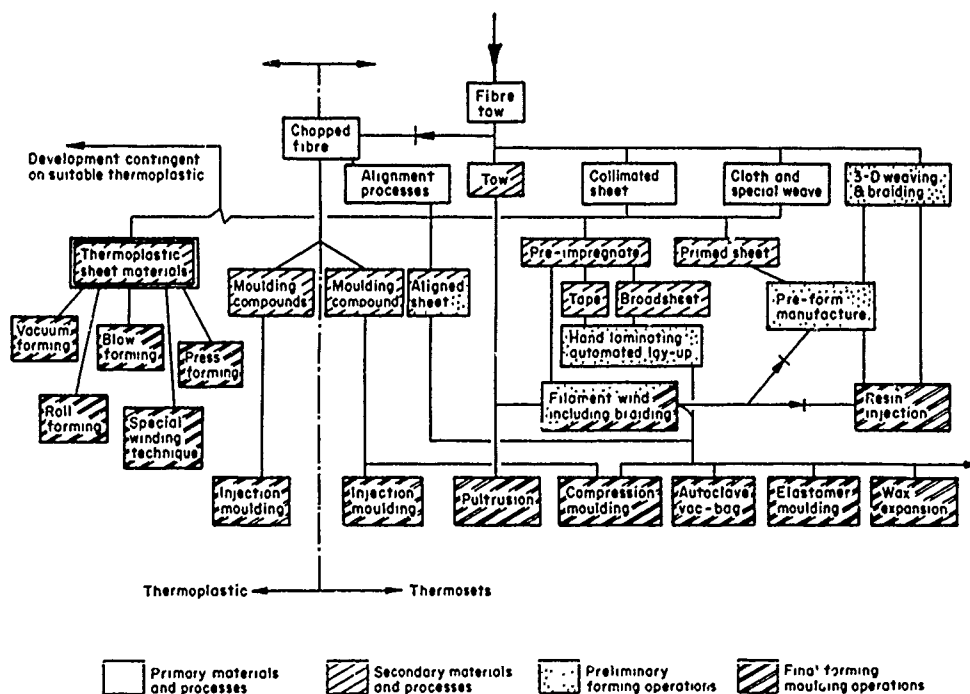 Fibre
tow
Chopped
fibre
Development contingent
on suitable thermoplastic
Alignment
processes
Tow
Collimated
sheet
Cloth and
special weave
3-D weaving
& braiding
Thermoplastic
sheet materials
Pre-impregnate
Primed sheet
Moulding
compounds
Moulding
compound
Aligned
sheet
Tape
Broadsheet
Pre-form
manufacture
Vacuum
forming
Blow
forming
Press
forming
Hand laminating
automated lay-up
Roll
forming
Special
winding
technique
Filament wind
including braiding
Resin
injection
Injection
moulding
Injection
moulding
Pultrusion
Compression
moulding
Autoclave
vac-bag
Elastomer
moulding
Wax
expansion
Thermoplastic
Thermosets
Primary materials
and processes
Secondary materials
and processes
Preliminary
forming operations
Final forming
moulding operations